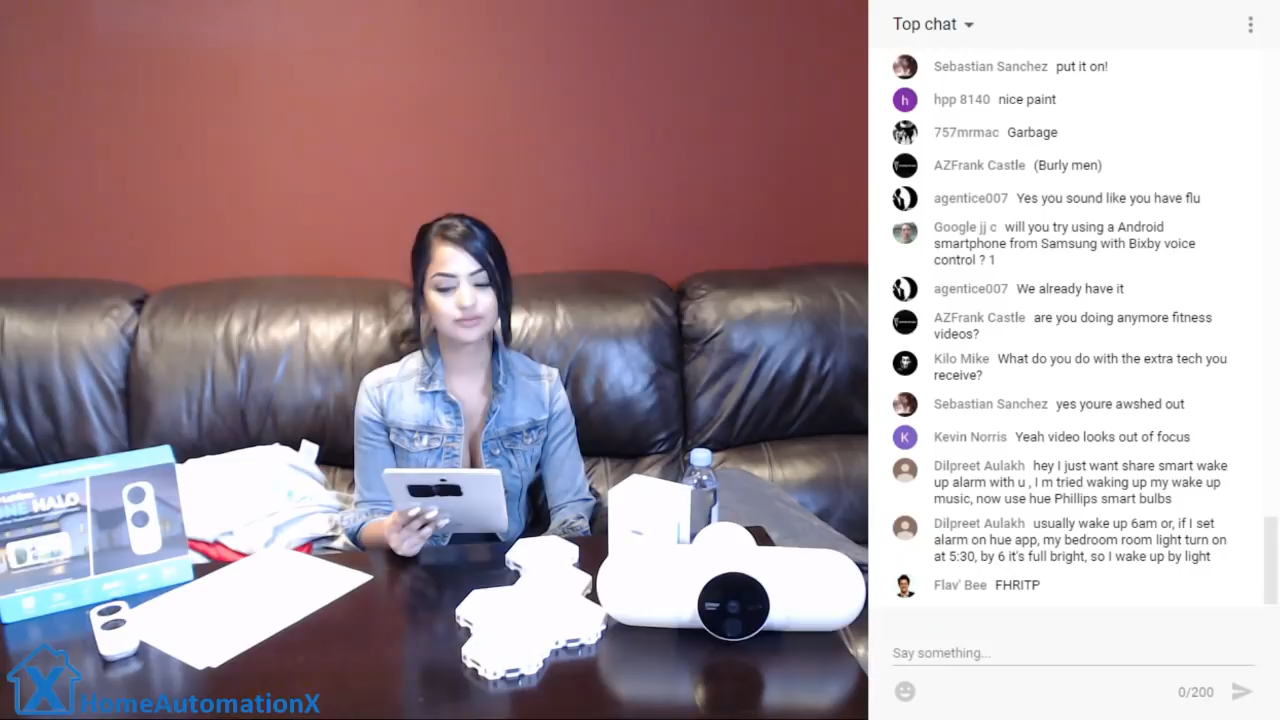 Top chat
Sebastian Sanchez put it on!
hpp 8140 nice paint
757mrmac Garbage
AZFrank Castle (Burly men)
agentice007 Yes you sound like you have flu
Google jj c will you try using a Android
smartphone from Samsung with Bixby voice
control ? 1
agentice007 We already have it
AZFrank Castle are you doing anymore fitness
videos?
Kilo Mike What do you do with the extra tech you
receive?
Sebastian Sanchez yes youre awshed out
K
Kevin Norris Yeah video looks out of focus
Dilpreet Aulakh hey I just want share smart wake
up alarm with u , I m tried waking up my wake up
music, now use hue Phillips smart bulbs
Dilpreet Aulakh usually wake up 6am or, if I set
alarm on hue app, my bedroom room light turn on
at 5:30, by 6 it's full bright, so I wake up by light
Flav' Bee FHRITP
Say something...
0/200
h
HALO
X HomeAutomationX